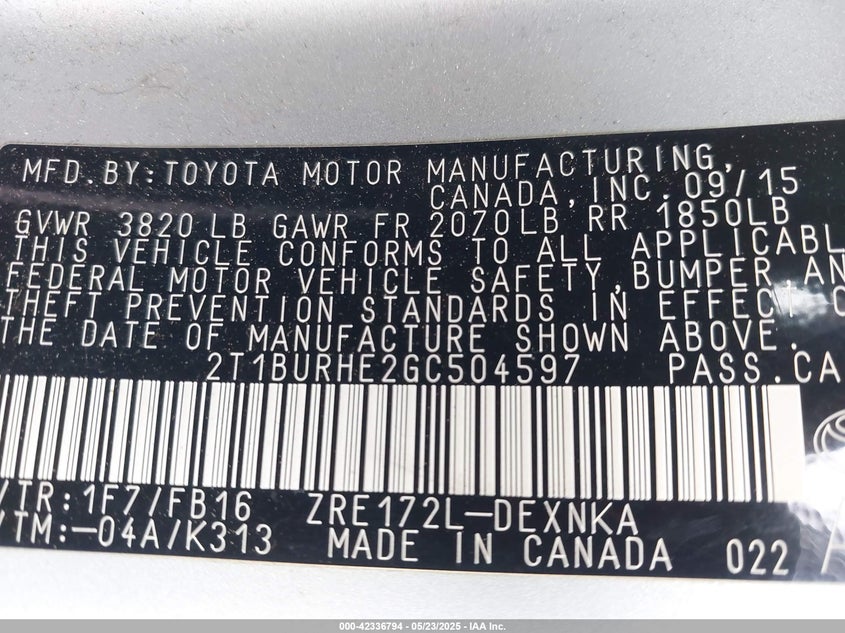 MFD.BY:TOYOTA MOTOR MANUFACTURING,
CANADA,INC.09/15
GVWR 3820 LB GAWR FR 2070LB RR 1850LB
THIS VEHICLE CONFORMS TO ALL APPLICABL
FEDERAL MOTOR VEHICLE SAFETY,BUMPER AN
THEFT PREVENTION STANDARDS IN EFFECT O
THE DATE OF MANUFACTURE SHOWN ABOVE.
2T1BURHE2GC504597 PASS.CA
/TR:1F7/FB16 ZRE172L-DEXNKA
/TM:-04A/K313 MADE IN CANADA 022
000-42336794 - 05/23/2025 - IAA Inc.